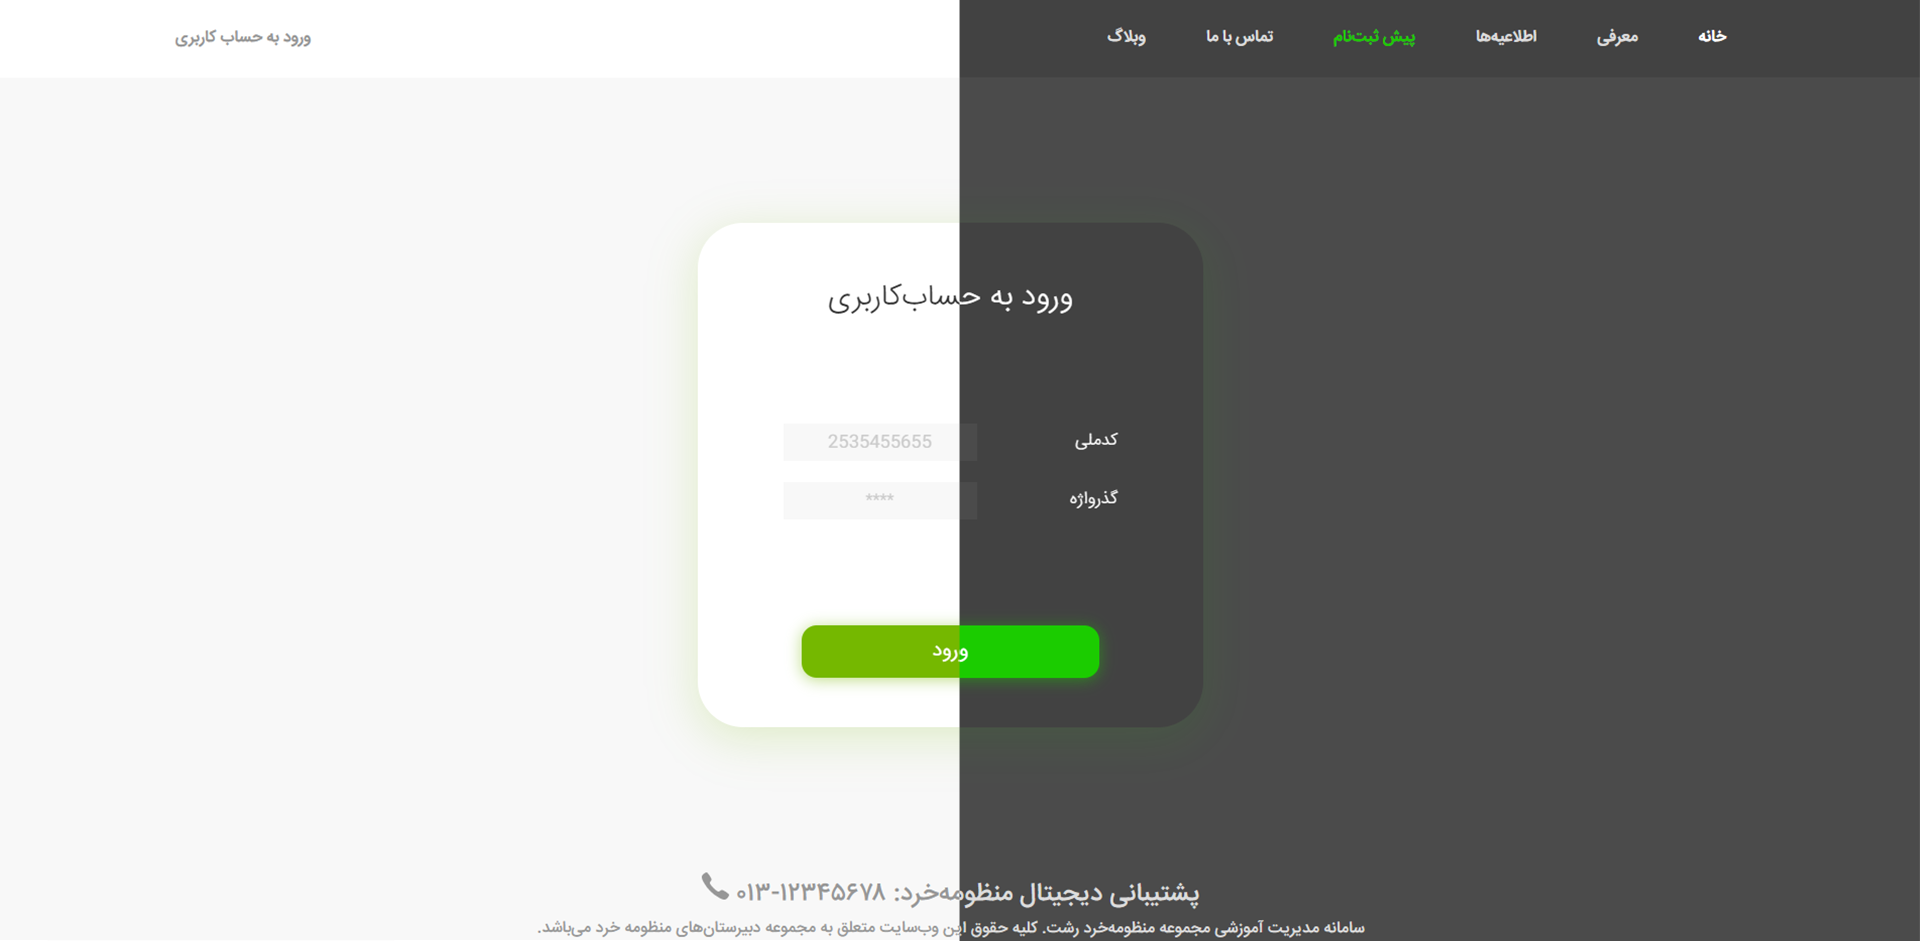 خانه
معرفی
اطلاعیه‌ها
پیش ثبت‌نام
تماس با ما
وبلاگ
ورود به حساب کاربری
ورود به حساب‌کاربری
کدملی
2535455655
گذرواژه
****
ورود
پشتیبانی دیجیتال منظومه‌خرد: ۰۱۳-۱۲۳۴۵۶۷۸
سامانه مدیریت آموزشی مجموعه منظومه‌خرد رشت. کلیه حقوق این وب‌سایت متعلق به مجموعه دبیرستان‌های منظومه خرد می‌باشد.